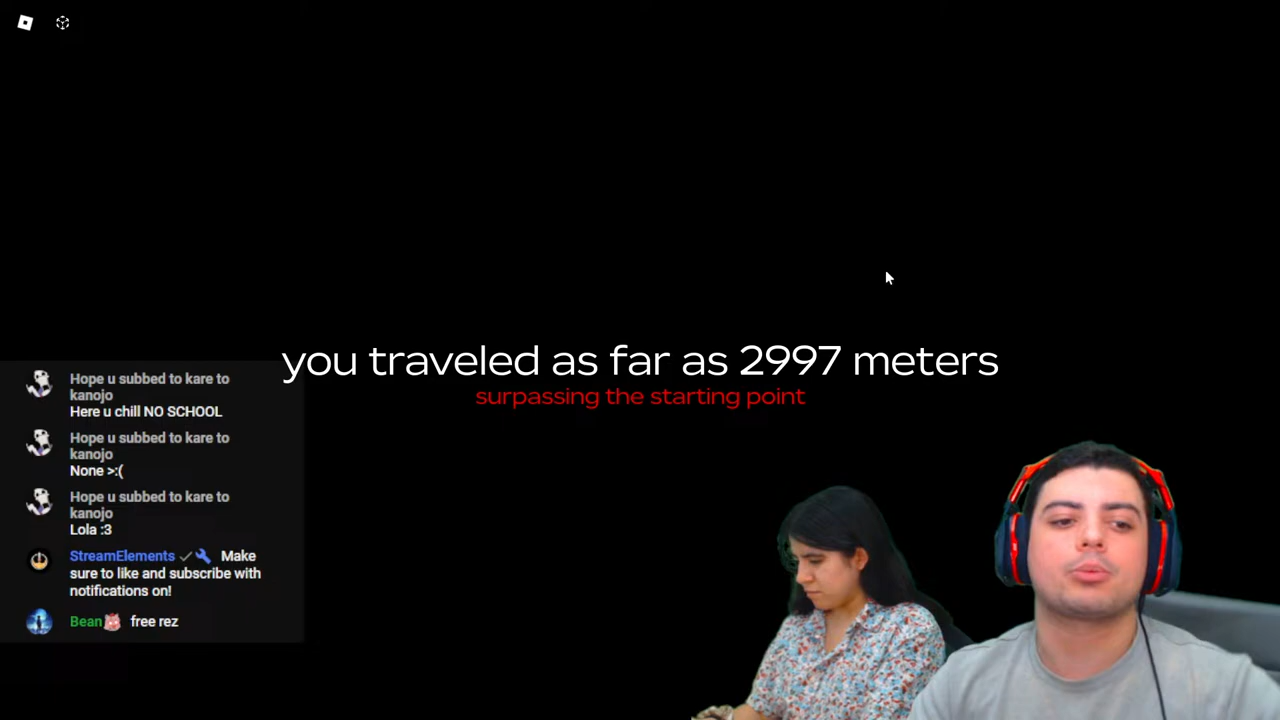 you traveled as far as 2997 meters
surpassing the starting point
Hope u subbed to kare to
kanojo
Here u chill NO SCHOOL
Hope u subbed to kare to
kanojo
None >:(
Hope u subbed to kare to
kanojo
Lola :3
StreamElements Make
sure to like and subscribe with
notifications on!
Bean free rez